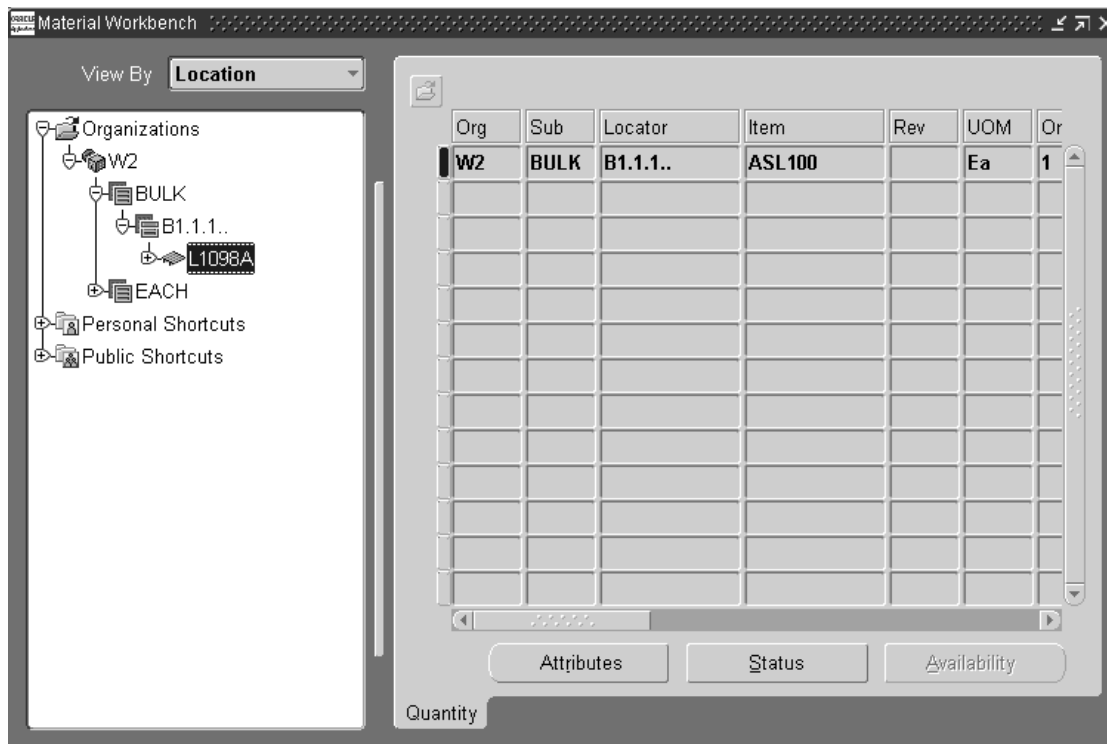 Material Workbench
View By Location
Organizations
W2
BULK
B1.1.1..
L1098A
EACH
Personal Shortcuts
Public Shortcuts
Org Sub Locator Item Rev UOM Or
W2 BULK B1.1.1.. ASL100 Ea 1
Attributes Status Availability
Quantity